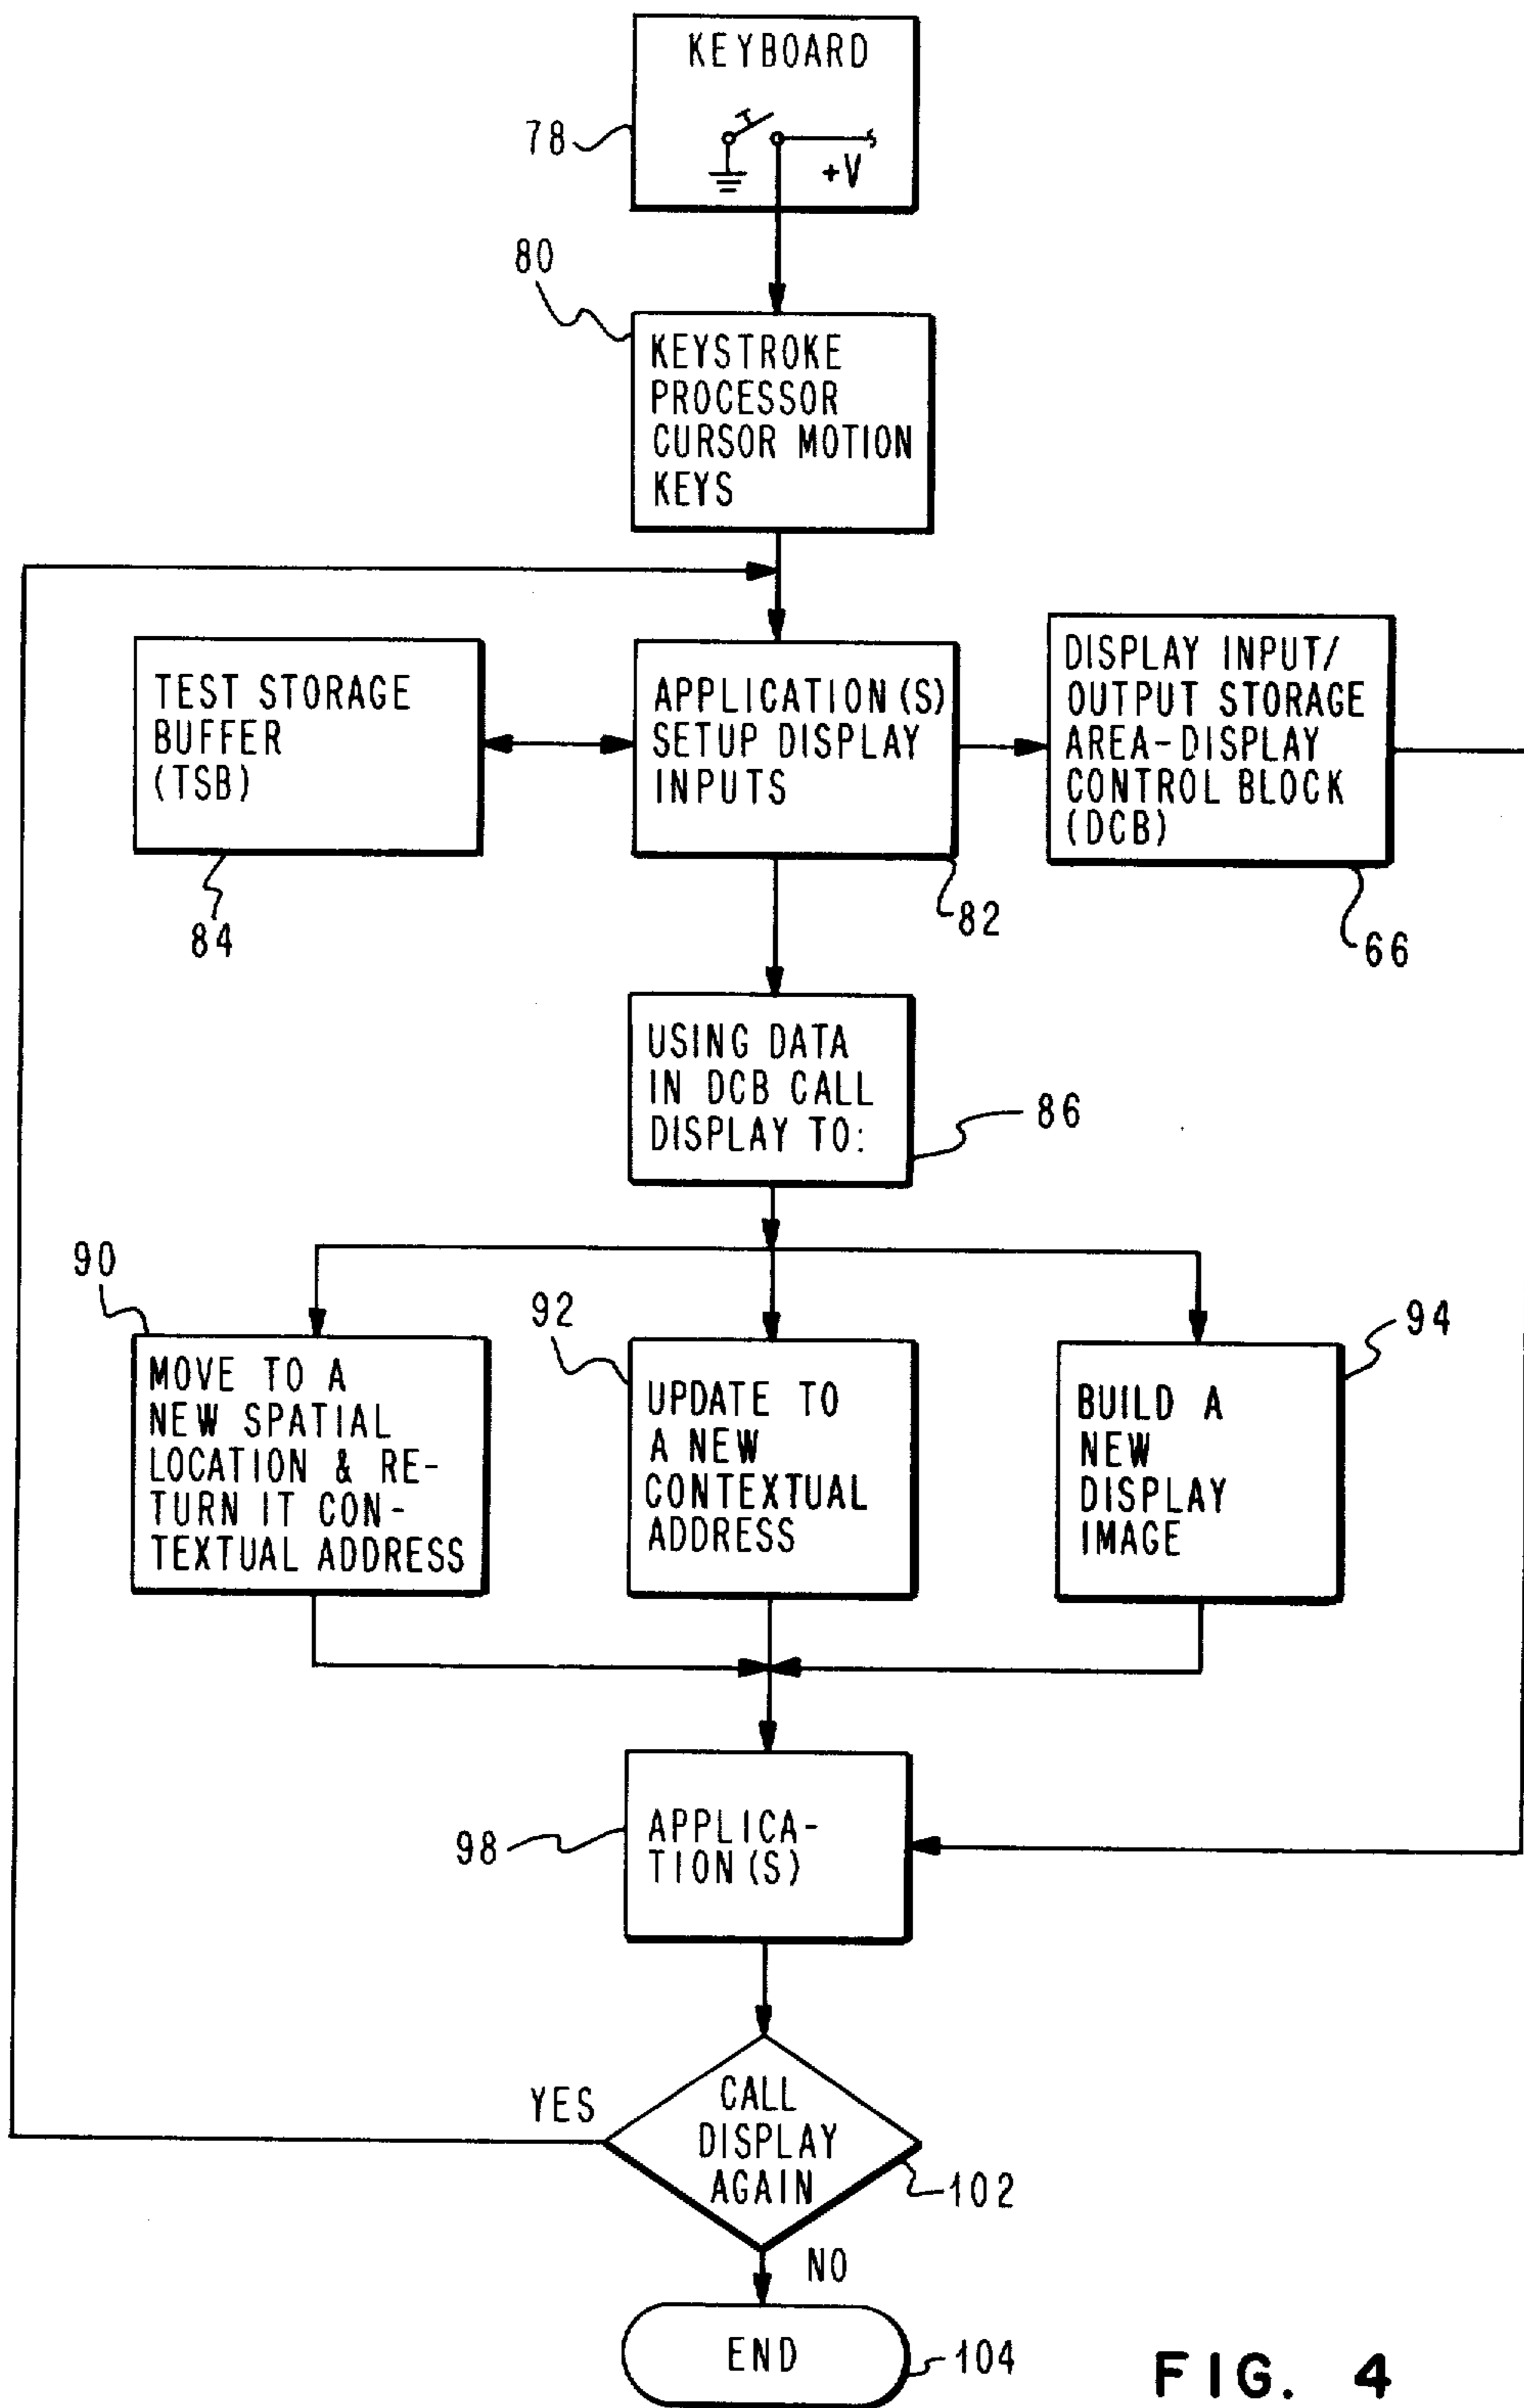 KEYBOARD
78
+V
80
KEYSTROKE
PROCESSOR
CURSOR MOTION
KEYS
TEST STORAGE
BUFFER
(TSB)
84
APPLICATION(S)
SETUP DISPLAY
INPUTS
82
DISPLAY INPUT/
OUTPUT STORAGE
AREA-DISPLAY
CONTROL BLOCK
(DCB)
66
USING DATA
IN DCB CALL
DISPLAY TO:
86
90
MOVE TO A
NEW SPATIAL
LOCATION & RE-
TURN IT CON-
TEXTUAL ADDRESS
92
UPDATE TO
A NEW
CONTEXTUAL
ADDRESS
94
BUILD A
NEW
DISPLAY
IMAGE
98
APPLICA-
TION(S)
YES
CALL
DISPLAY
AGAIN
102
NO
END
104
FIG. 4